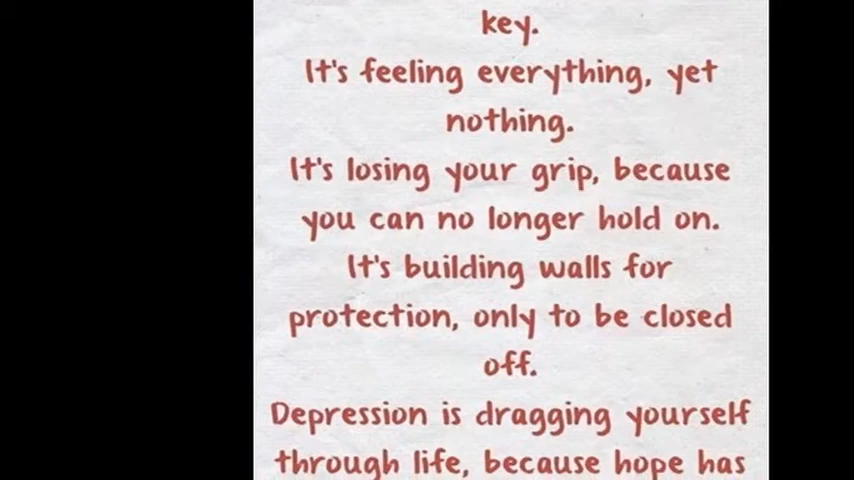 key.
It's feeling everything, yet
nothing.
It's losing your grip, because
you can no longer hold on.
It's building walls for
protection, only to be closed
off.
Depression is dragging yourself
through life, because hope has